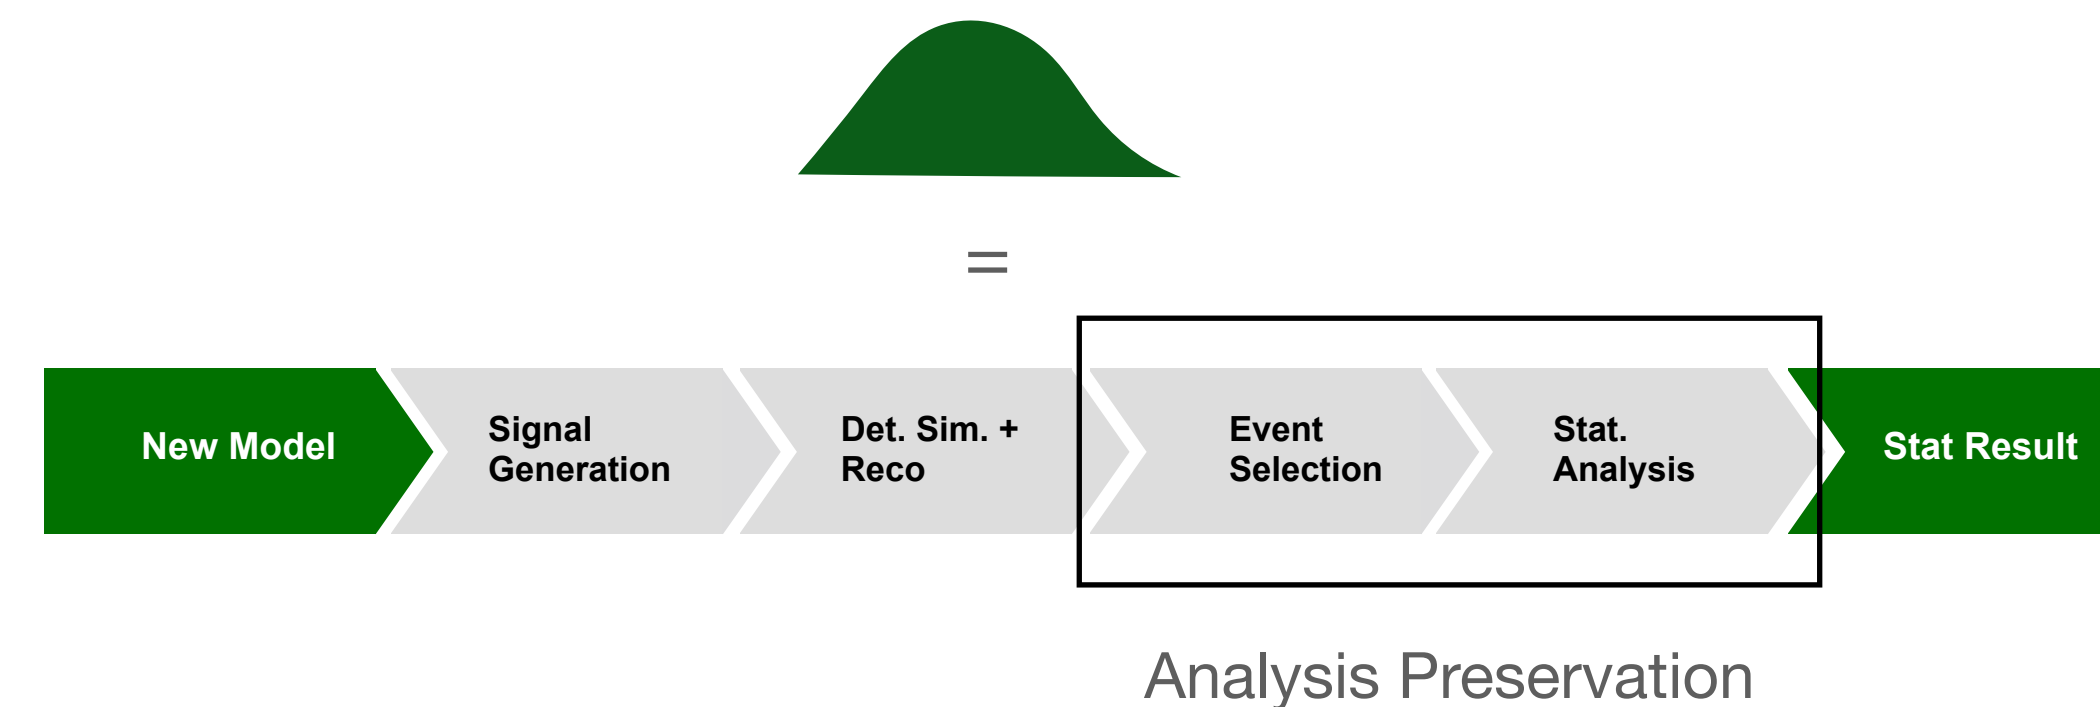 =
New Model
Signal
Generation
Det. Sim. +
Reco
Event
Selection
Stat.
Analysis
Stat Result
Analysis Preservation